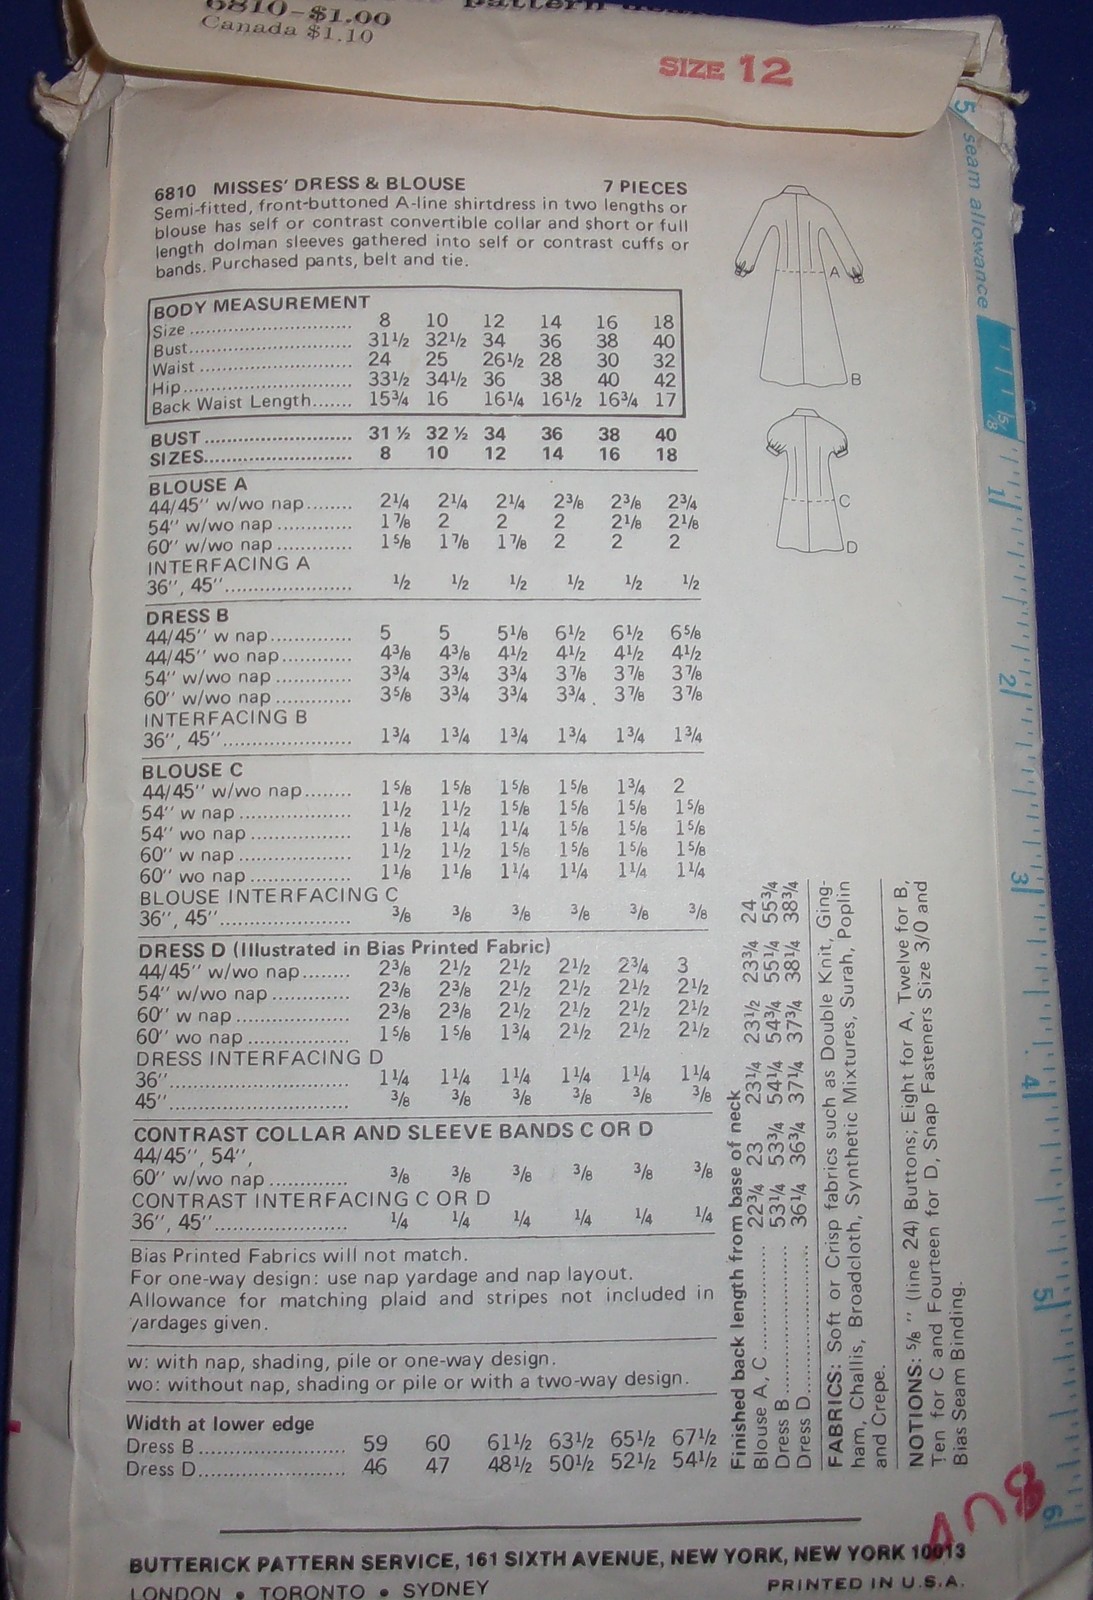 6810-$1.00
Canada $1.10
pattern
SIZE 12
6810 MISSES' DRESS & BLOUSE 7 PIECES
Semi-fitted, front-buttoned A-line shirtdress in two lengths or
blouse has self or contrast convertible collar and short or full
length dolman sleeves gathered into self or contrast cuffs or
bands. Purchased pants, belt and tie.
BODY MEASUREMENT
Size 8 10 12 14 16 18
Bust 31½ 32½ 34 36 38 40
Waist 24 25 26½ 28 30 32
Hip 33½ 34½ 36 38 40 42
Back Waist Length 15¾ 16 16¼ 16½ 16¾ 17
BUST 31 ½ 32 ½ 34 36 38 40
SIZES 8 10 12 14 16 18
BLOUSE A
44/45" w/wo nap 2¼ 2¼ 2¼ 2⅜ 2⅜ 2¾
54" w/wo nap 1⅞ 2 2 2 2⅛ 2⅛
60" w/wo nap 1⅝ 1⅞ 1⅞ 2 2 2
INTERFACING A
36", 45" ½ ½ ½ ½ ½ ½
DRESS B
44/45" w nap 5 5 5⅛ 6½ 6½ 6⅝
44/45" wo nap 4⅜ 4⅜ 4½ 4½ 4½ 4½
54" w/wo nap 3¾ 3¾ 3¾ 3⅞ 3⅞ 3⅞
60" w/wo nap 3⅝ 3¾ 3¾ 3¾ 3⅞ 3⅞
INTERFACING B
36", 45" 1¾ 1¾ 1¾ 1¾ 1¾ 1¾
BLOUSE C
44/45" w/wo nap 1⅝ 1⅝ 1⅝ 1⅝ 1¾ 2
54" w nap 1½ 1½ 1⅝ 1⅝ 1⅝ 1⅝
54" wo nap 1⅛ 1¼ 1¼ 1⅝ 1⅝ 1⅝
60" w nap 1½ 1½ 1⅝ 1⅝ 1⅝ 1⅝
60" wo nap 1⅛ 1⅛ 1¼ 1¼ 1¼ 1¼
BLOUSE INTERFACING C
36", 45" ⅜ ⅜ ⅜ ⅜ ⅜ ⅜
DRESS D (Illustrated in Bias Printed Fabric)
44/45" w/wo nap 2⅜ 2½ 2½ 2½ 2¾ 3
54" w/wo nap 2⅜ 2⅜ 2½ 2½ 2½ 2½
60" w nap 2⅜ 2⅜ 2½ 2½ 2½ 2½
60" wo nap 1⅝ 1⅝ 1¾ 2½ 2½ 2½
DRESS INTERFACING D
36" 1¼ 1¼ 1¼ 1¼ 1¼ 1¼
45" ⅜ ⅜ ⅜ ⅜ ⅜ ⅜
CONTRAST COLLAR AND SLEEVE BANDS C OR D
44/45", 54",
60" w/wo nap ⅜ ⅜ ⅜ ⅜ ⅜ ⅜
CONTRAST INTERFACING C OR D
36", 45" ¼ ¼ ¼ ¼ ¼ ¼
Bias Printed Fabrics will not match.
For one-way design: use nap yardage and nap layout.
Allowance for matching plaid and stripes not included in
yardages given.
w: with nap, shading, pile or one-way design.
wo: without nap, shading or pile or with a two-way design.
Width at lower edge
Dress B 59 60 61½ 63½ 65½ 67½
Dress D 46 47 48½ 50½ 52½ 54½
A
B
C
D
Finished back length from base of neck
Blouse A, C 22¾ 23 23¼ 23½ 23¾ 24
Dress B 53¼ 53¾ 54¼ 54¾ 55¼ 55¾
Dress D 36¼ 36¾ 37¼ 37¾ 38¼ 38¾
FABRICS: Soft or Crisp fabrics such as Double Knit, Ging-
ham, Challis, Broadcloth, Synthetic Mixtures, Surah, Poplin
and Crepe.
NOTIONS: ⅝" (line 24) Buttons; Eight for A, Twelve for B,
Ten for C and Fourteen for D, Snap Fasteners Size 3/0 and
Bias Seam Binding.
5/ seam allowance
⅝
1
2
3
4
5
6
BUTTERICK PATTERN SERVICE, 161 SIXTH AVENUE, NEW YORK, NEW YORK 10013
LONDON • TORONTO • SYDNEY PRINTED IN U.S.A.